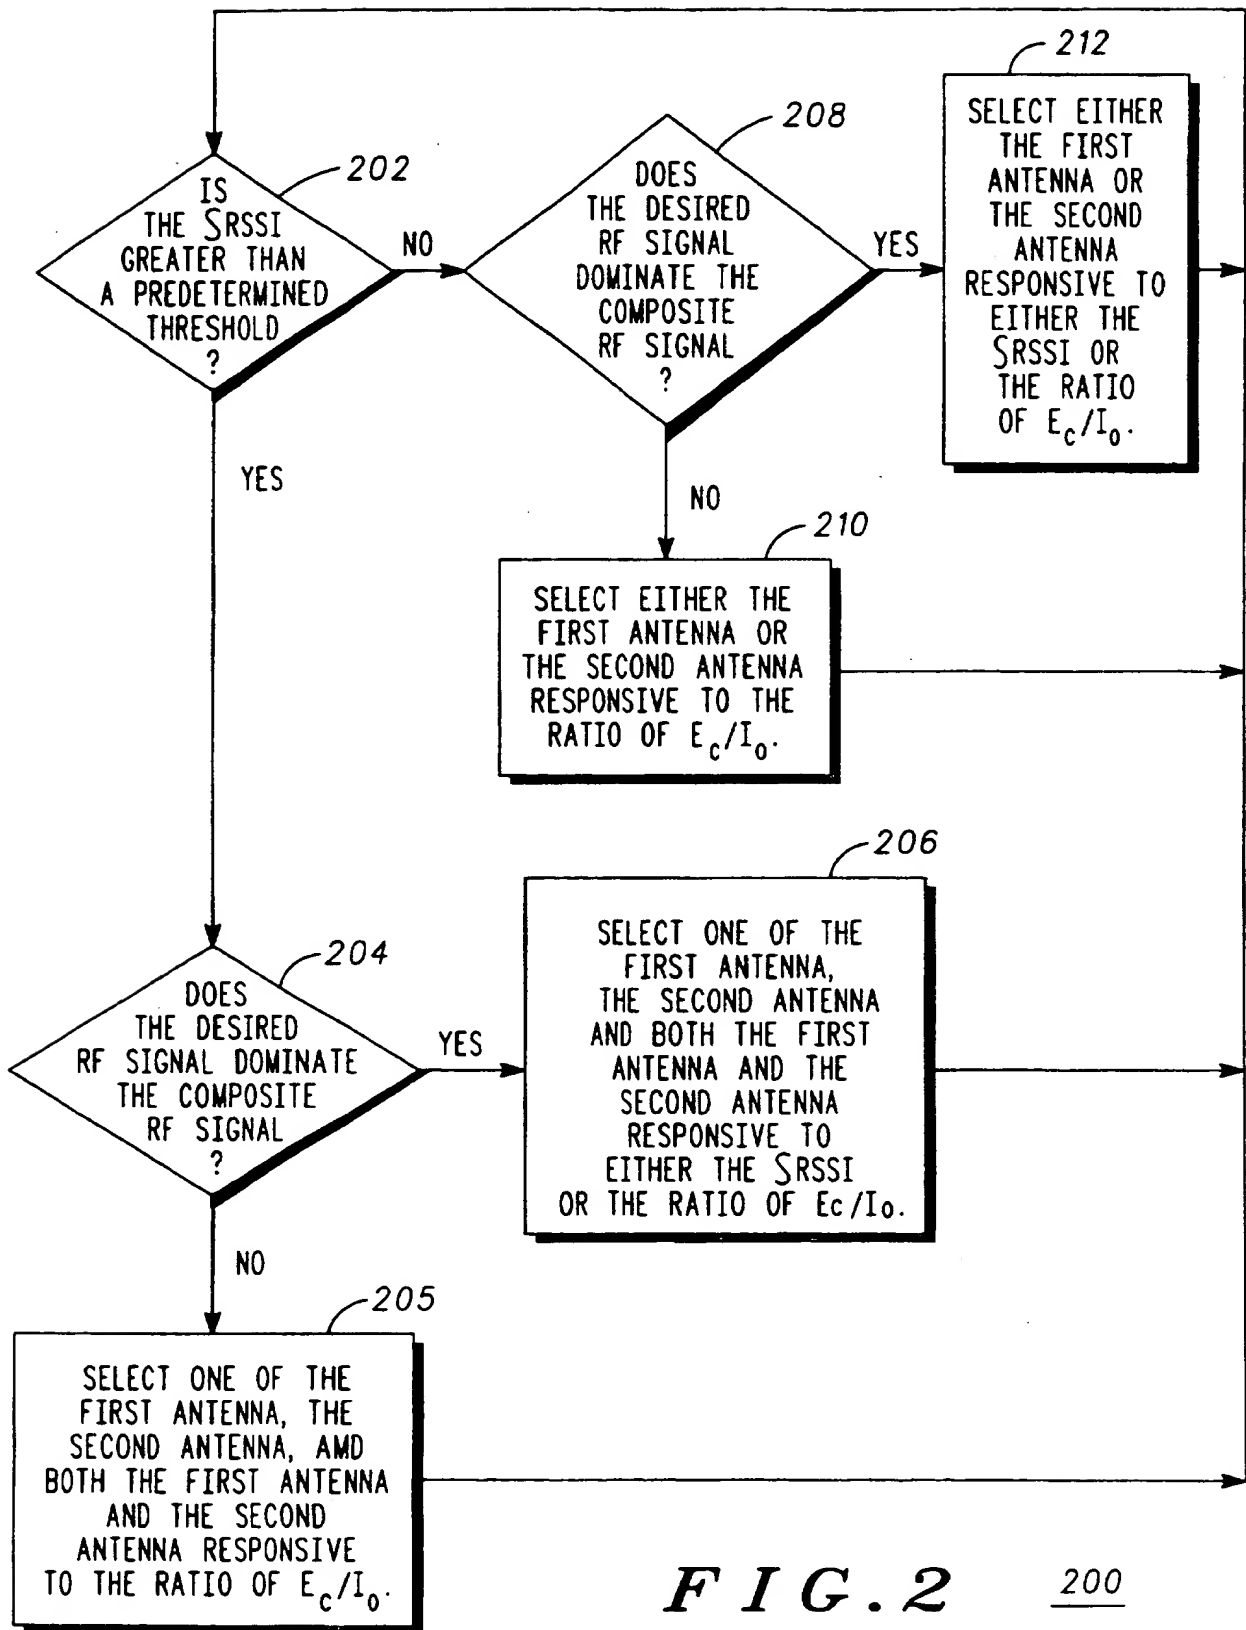 212
SELECT EITHER
THE FIRST
ANTENNA OR
THE SECOND
ANTENNA
RESPONSIVE TO
EITHER THE
SRSSI OR
THE RATIO
OF Ec/Io.
208
DOES
THE DESIRED
RF SIGNAL
DOMINATE THE
COMPOSITE
RF SIGNAL
?
202
IS
THE SRSSI
GREATER THAN
A PREDETERMINED
THRESHOLD
?
NO
YES
YES
NO
210
SELECT EITHER THE
FIRST ANTENNA OR
THE SECOND ANTENNA
RESPONSIVE TO THE
RATIO OF Ec/Io.
206
SELECT ONE OF THE
FIRST ANTENNA,
THE SECOND ANTENNA
AND BOTH THE FIRST
ANTENNA AND THE
SECOND ANTENNA
RESPONSIVE TO
EITHER THE SRSSI
OR THE RATIO OF Ec/Io.
204
DOES
THE DESIRED
RF SIGNAL DOMINATE
THE COMPOSITE
RF SIGNAL
?
YES
NO
205
SELECT ONE OF THE
FIRST ANTENNA, THE
SECOND ANTENNA, AMD
BOTH THE FIRST ANTENNA
AND THE SECOND
ANTENNA RESPONSIVE
TO THE RATIO OF Ec/Io.
FIG.2
200